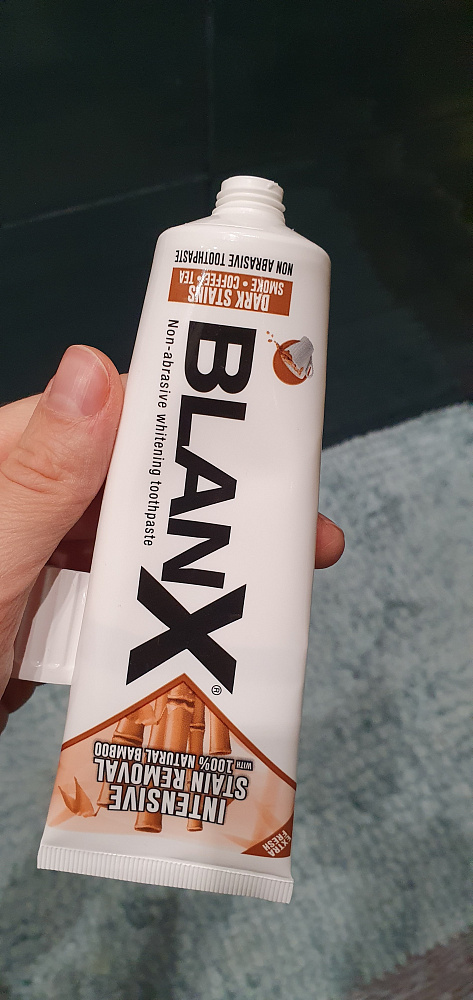 NON ABRASIVE TOOTHPASTE
DARK STAINS
SMOKE • COFFEE • TEA
BLANX®
Non-abrasive whitening toothpaste
INTENSIVE
STAIN REMOVAL
WITH 100% NATURAL BAMBOO
EXTRA
FRESH